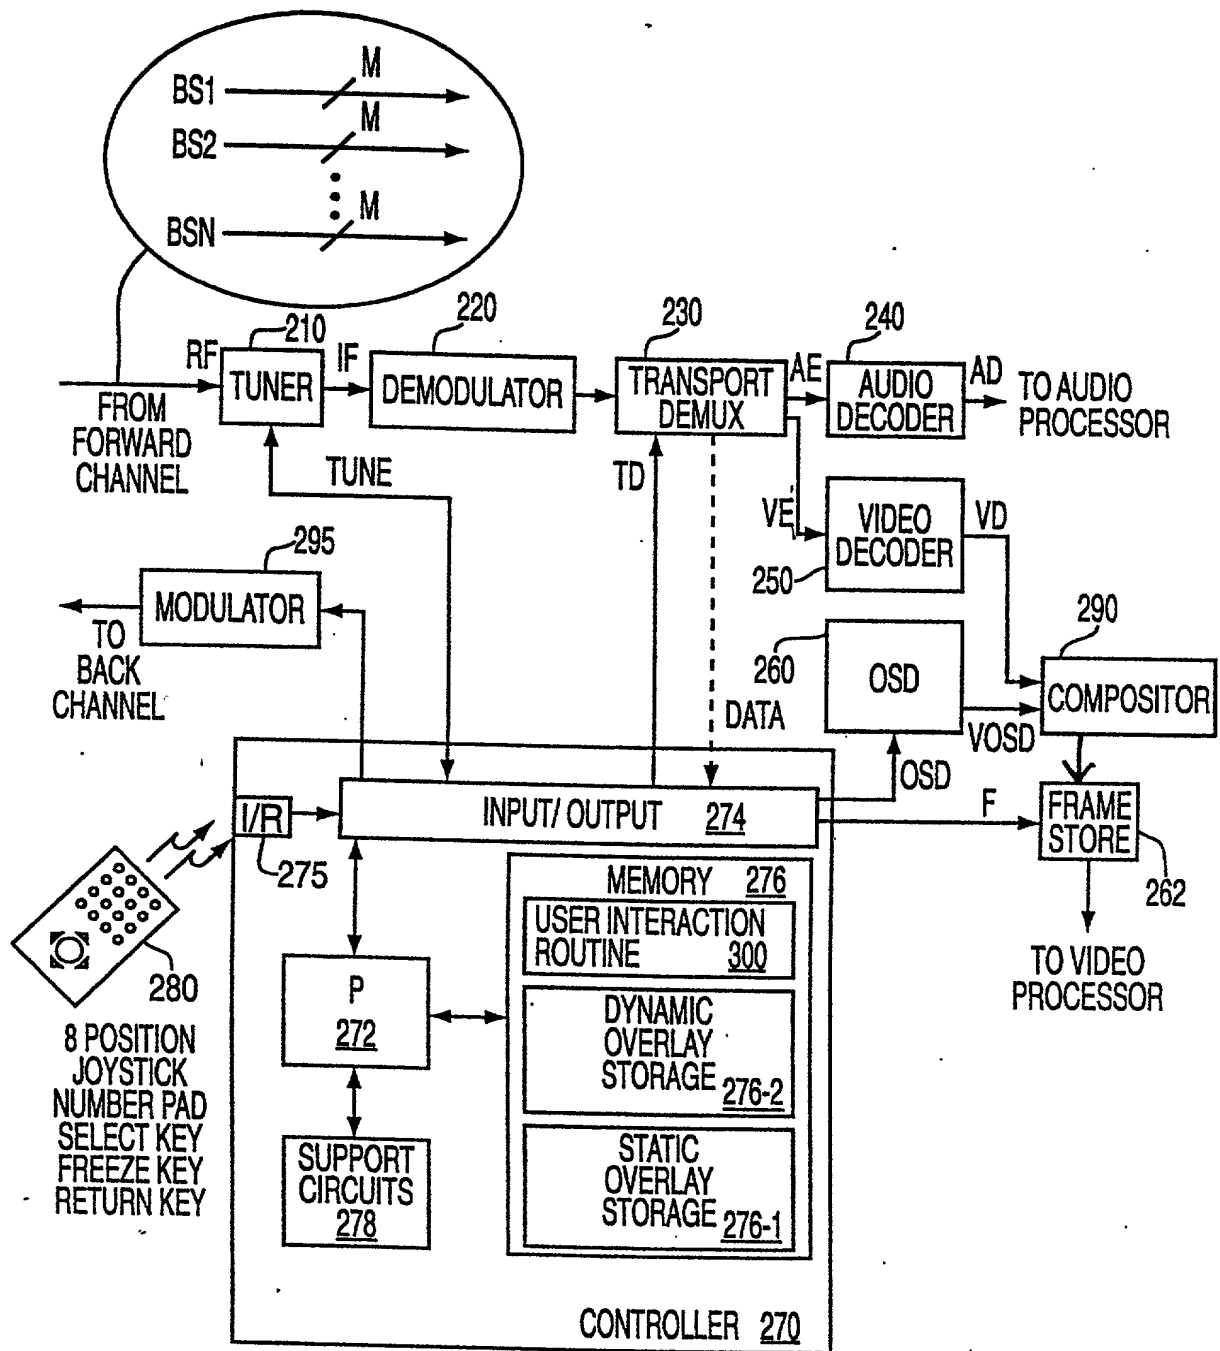 BS1
M
BS2
M
BSN
M
210
220
230
240
RF
TUNER
IF
DEMODULATOR
TRANSPORT
DEMUX
AE
AUDIO
DECODER
AD
TO AUDIO
PROCESSOR
FROM
FORWARD
CHANNEL
TUNE
TD
VE
VIDEO
DECODER
250
VD
295
MODULATOR
TO
BACK
CHANNEL
DATA
260
OSD
290
COMPOSITOR
VOSD
OSD
I/R
275
INPUT/ OUTPUT 274
F
FRAME
STORE
262
TO VIDEO
PROCESSOR
280
8 POSITION
JOYSTICK
NUMBER PAD
SELECT KEY
FREEZE KEY
RETURN KEY
P
272
SUPPORT
CIRCUITS
278
MEMORY 276
USER INTERACTION
ROUTINE 300
DYNAMIC
OVERLAY
STORAGE 276-2
STATIC
OVERLAY
STORAGE 276-1
CONTROLLER 270